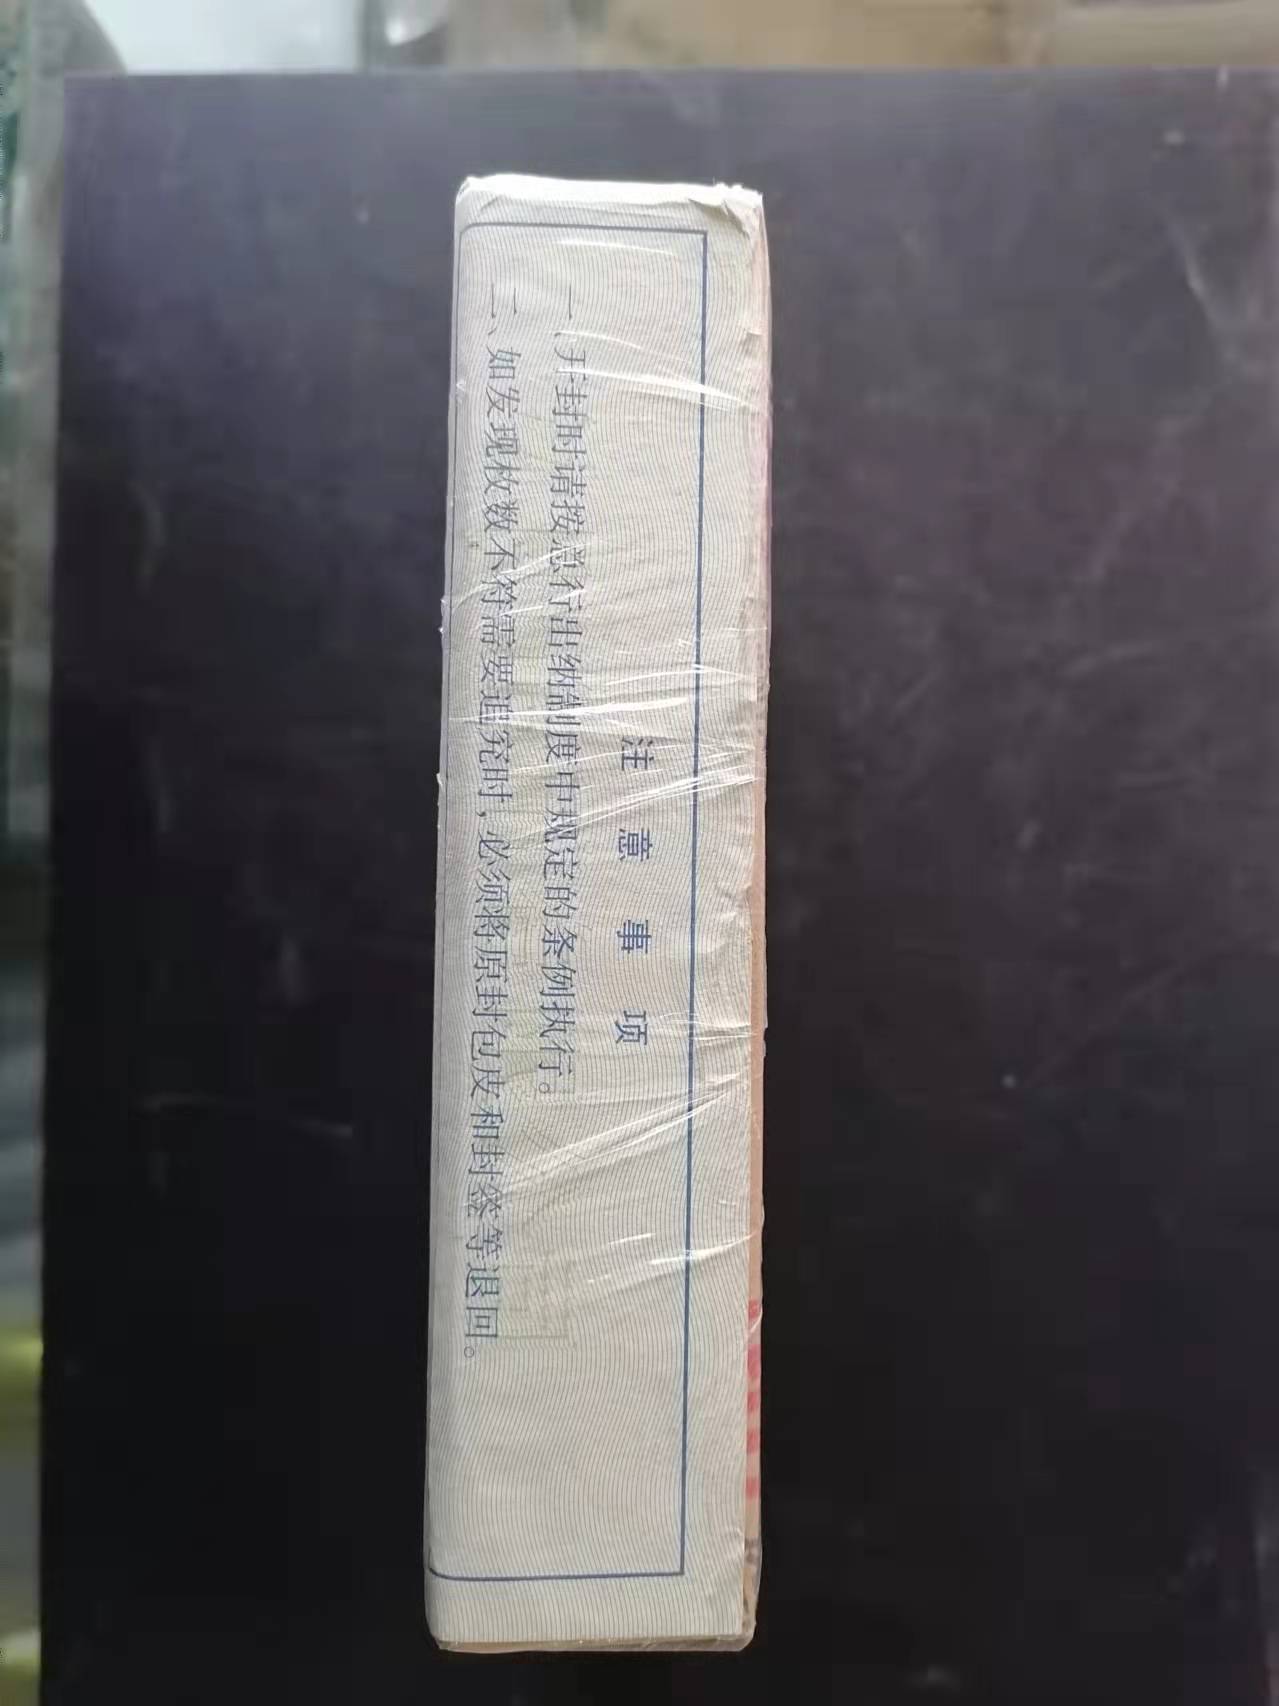 注意事项
一、开封时请按总行出纳制度中规定的条例执行。
二、如发现枚数不符需要追究时,必须将原封包皮和封签等退回。